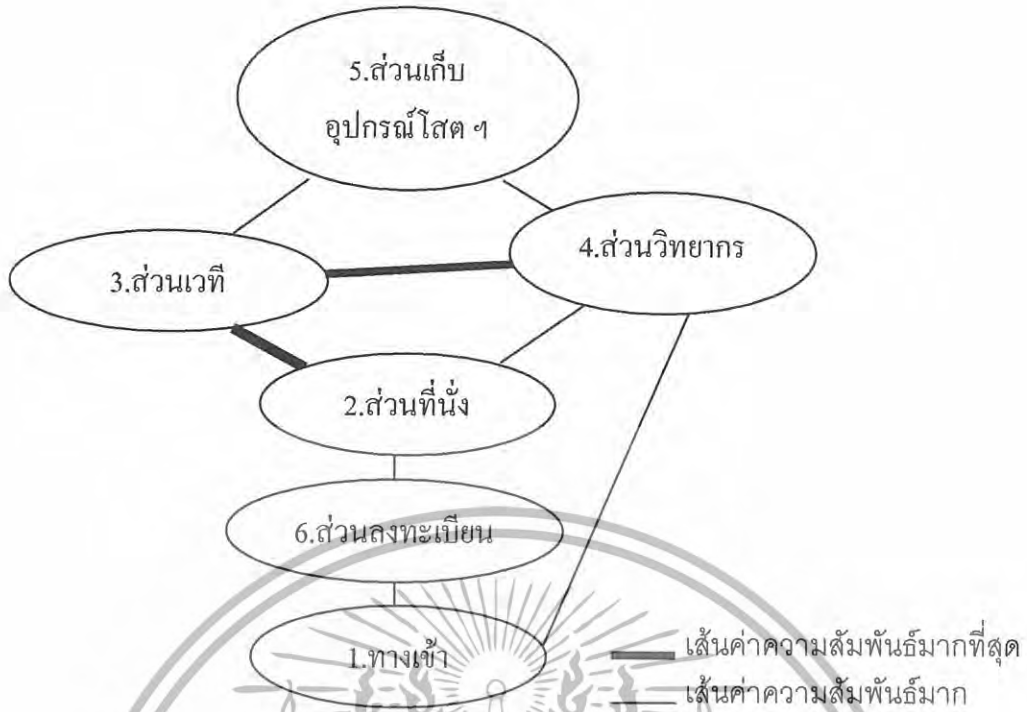 5.ส่วนเก็บ
อุปกรณ์โสต ฯ
4.ส่วนวิทยากร
3.ส่วนเวที
2.ส่วนที่นั่ง
6.ส่วนลงทะเบียน
1.ทางเข้า
เส้นค่าความสัมพันธ์มากที่สุด
เส้นค่าความสัมพันธ์มาก